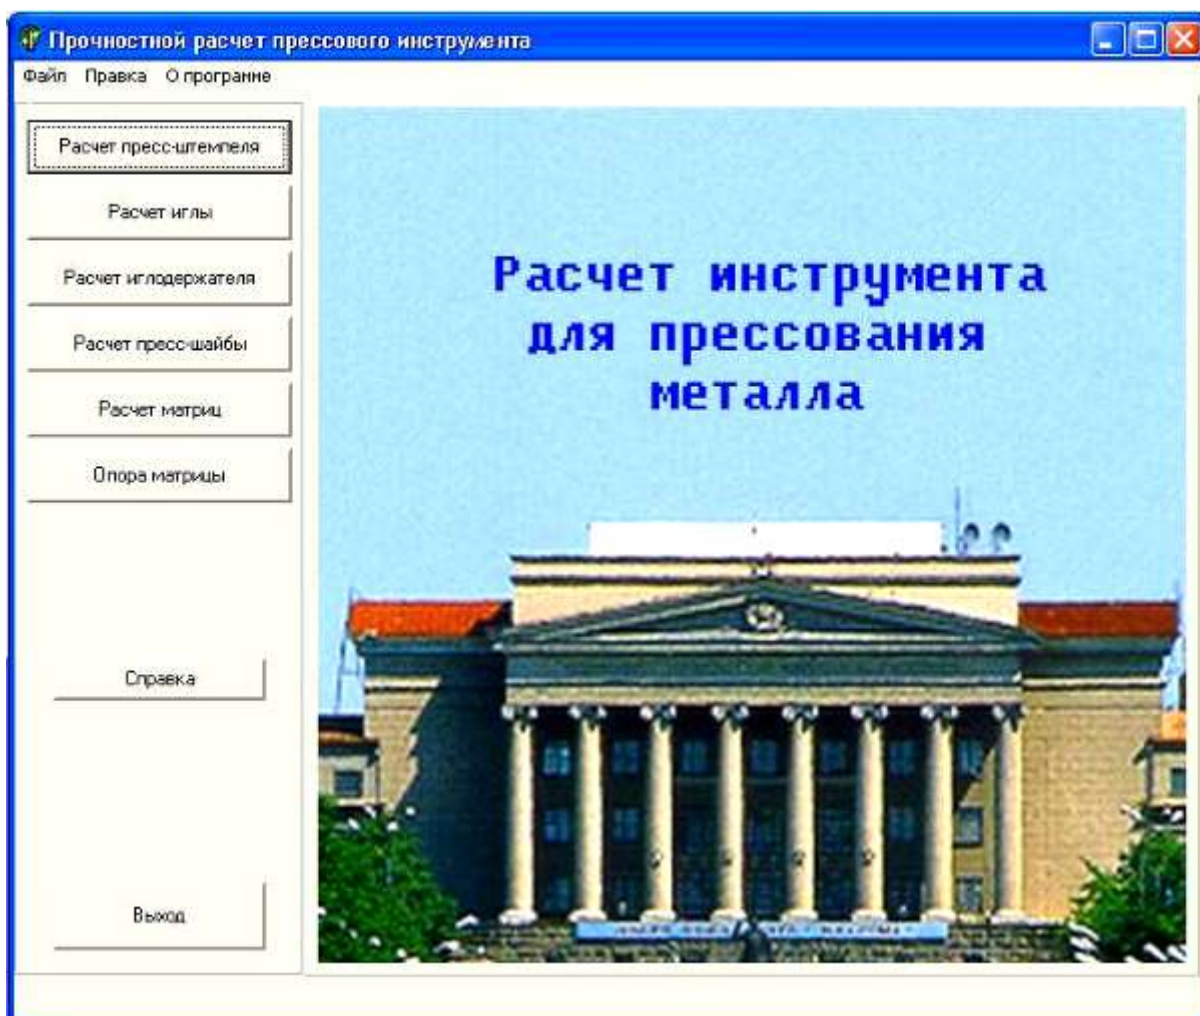 Прочностной расчет прессового инструмента
Файл Правка О программе
Расчет пресс-штемпеля
Расчет иглы
Расчет иглодержателя
Расчет пресс-шайбы
Расчет матриц
Опора матрицы
Справка
Выход
Расчет инструмента
для прессования
металла